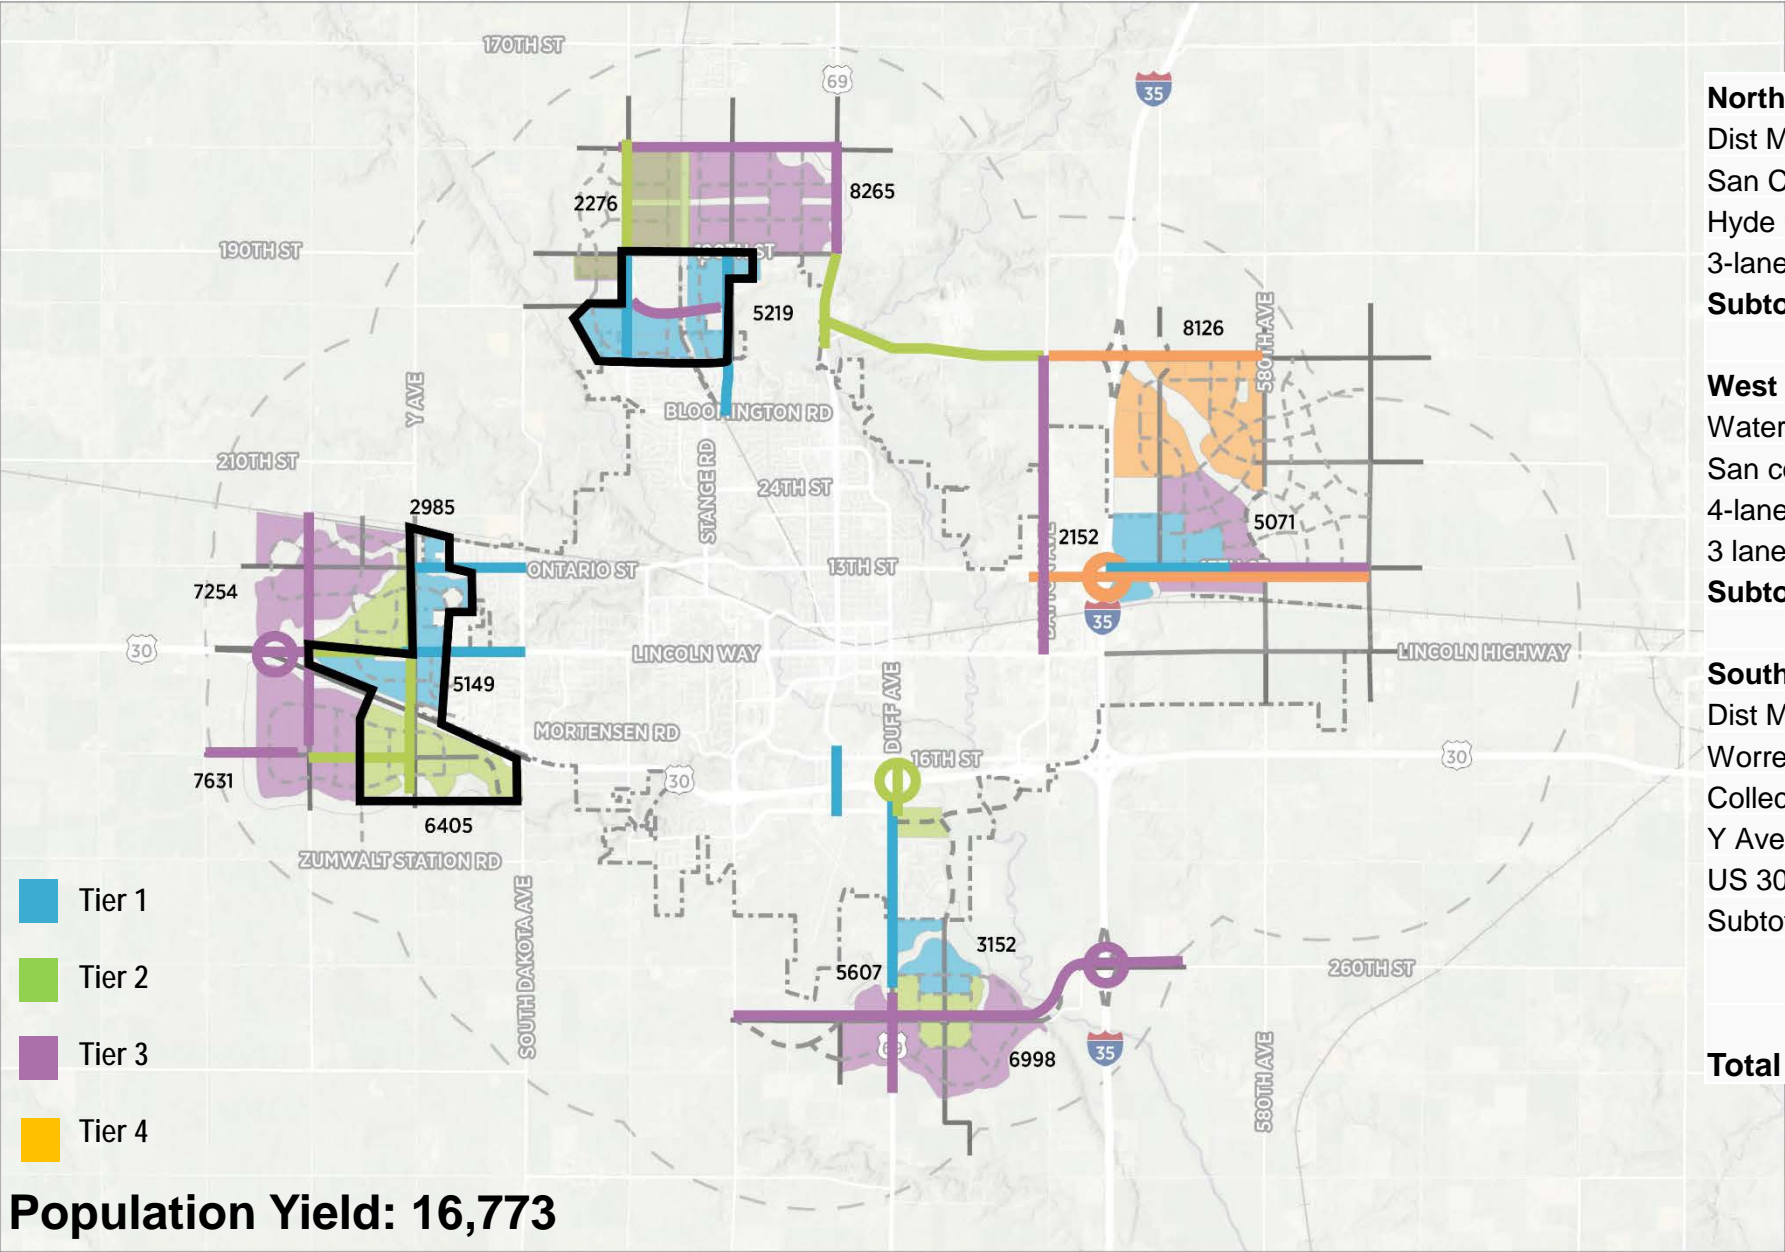 170TH ST
69
35
North
Dist M
San C
Hyde
3-lane
Subto
2276
8265
190TH ST
190TH ST
5219
8126
580TH AVE
Y AVE
BLOOMINGTON RD
West
Water
San c
4-lane
3 lane
Subto
210TH ST
STANGE RD
24TH ST
2985
2152
5071
ONTARIO ST
13TH ST
7254
35
30
LINCOLN WAY
LINCOLN HIGHWAY
5149
DUFF AVE
South
Dist M
Worre
Collec
Y Ave
US 30
Subto
MORTENSEN RD
16TH ST
30
30
7631
6405
ZUMWALT STATION RD
SOUTH DAKOTA AVE
Tier 1
3152
5607
260TH ST
Tier 2
69
6998
35
580TH AVE
Tier 3
Total
Tier 4
Population Yield: 16,773